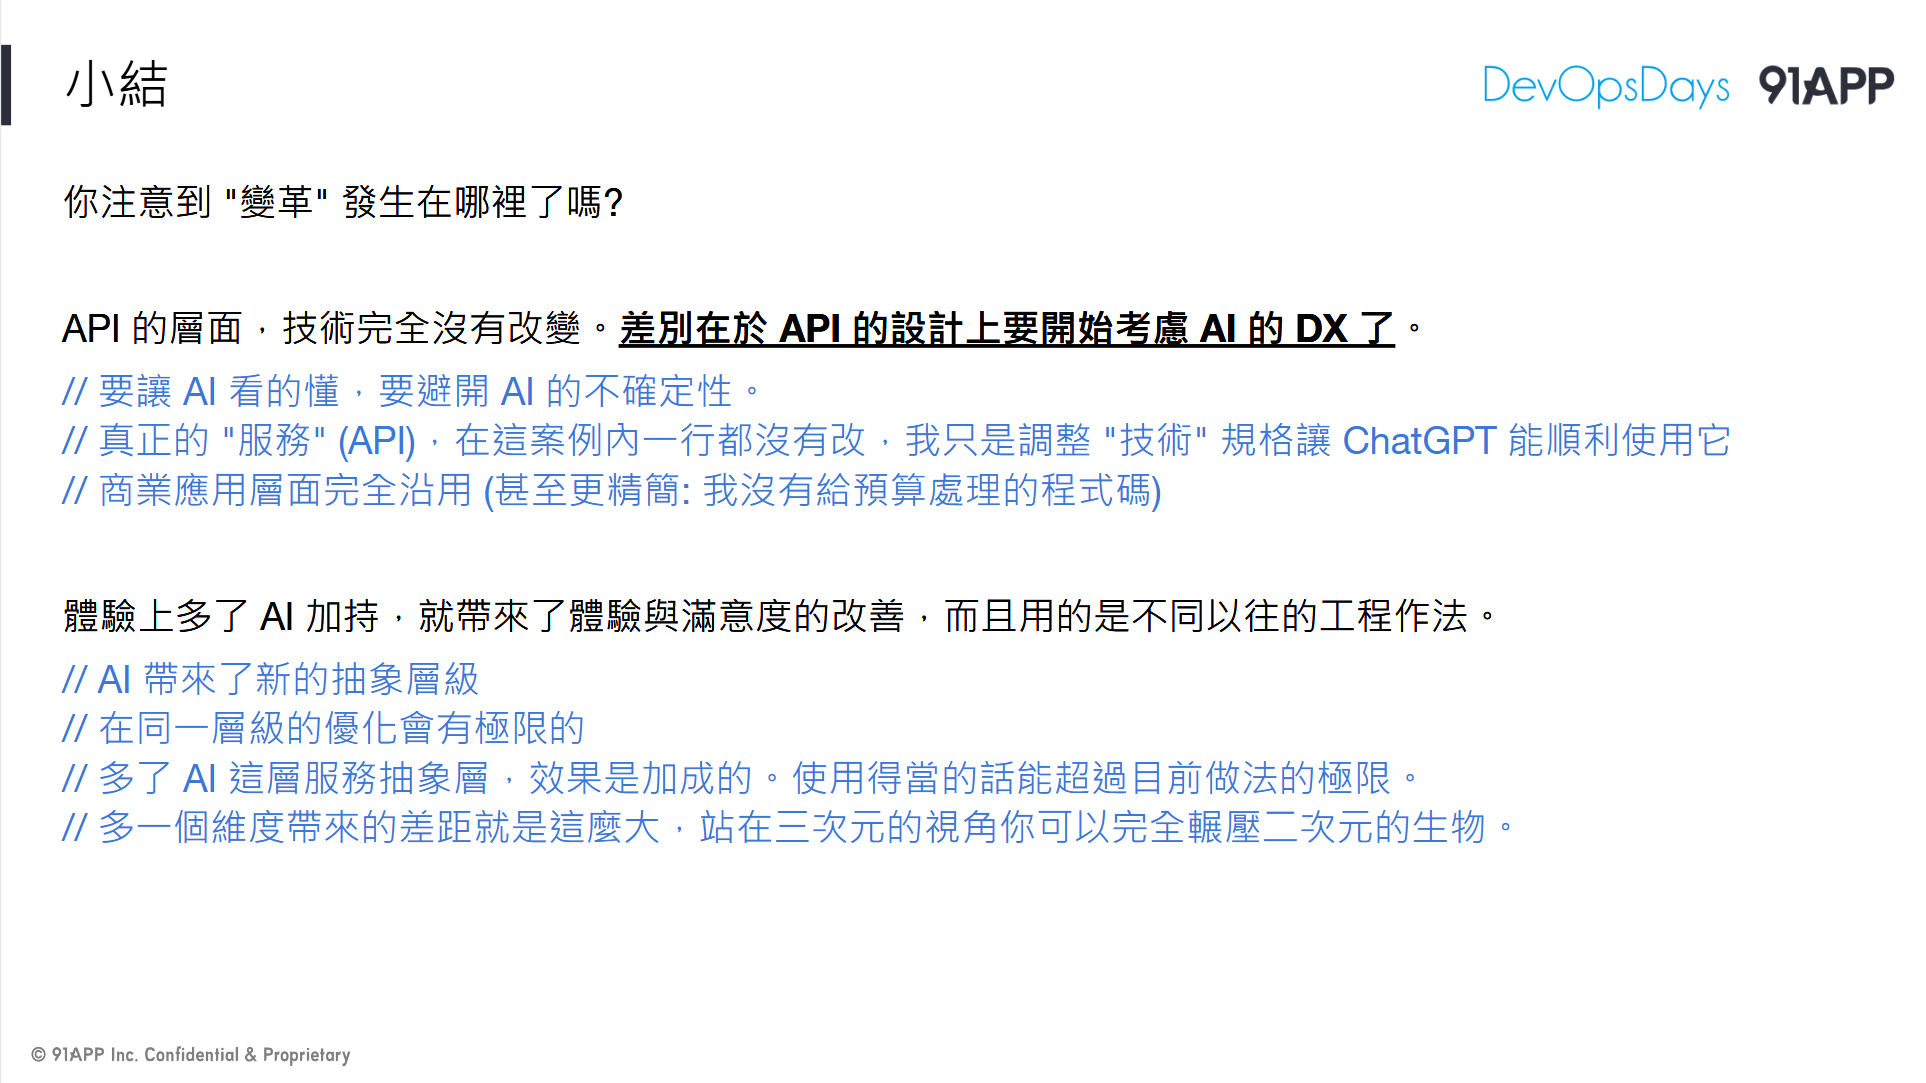 小結
DevOpsDays 91APP
你注意到 "變革" 發生在哪裡了嗎?
API 的層面，技術完全沒有改變。差別在於 API 的設計上要開始考慮 AI 的 DX 了。
// 要讓 AI 看的懂，要避開 AI 的不確定性。
// 真正的 "服務" (API)，在這案例內一行都沒有改，我只是調整 "技術" 規格讓 ChatGPT 能順利使用它
// 商業應用層面完全沿用 (甚至更精簡: 我沒有給預算處理的程式碼)
體驗上多了 AI 加持，就帶來了體驗與滿意度的改善，而且用的是不同以往的工程作法。
// AI 帶來了新的抽象層級
// 在同一層級的優化會有極限的
// 多了 AI 這層服務抽象層，效果是加成的。使用得當的話能超過目前做法的極限。
// 多一個維度帶來的差距就是這麼大，站在三次元的視角你可以完全輾壓二次元的生物。
© 91APP Inc. Confidential & Proprietary